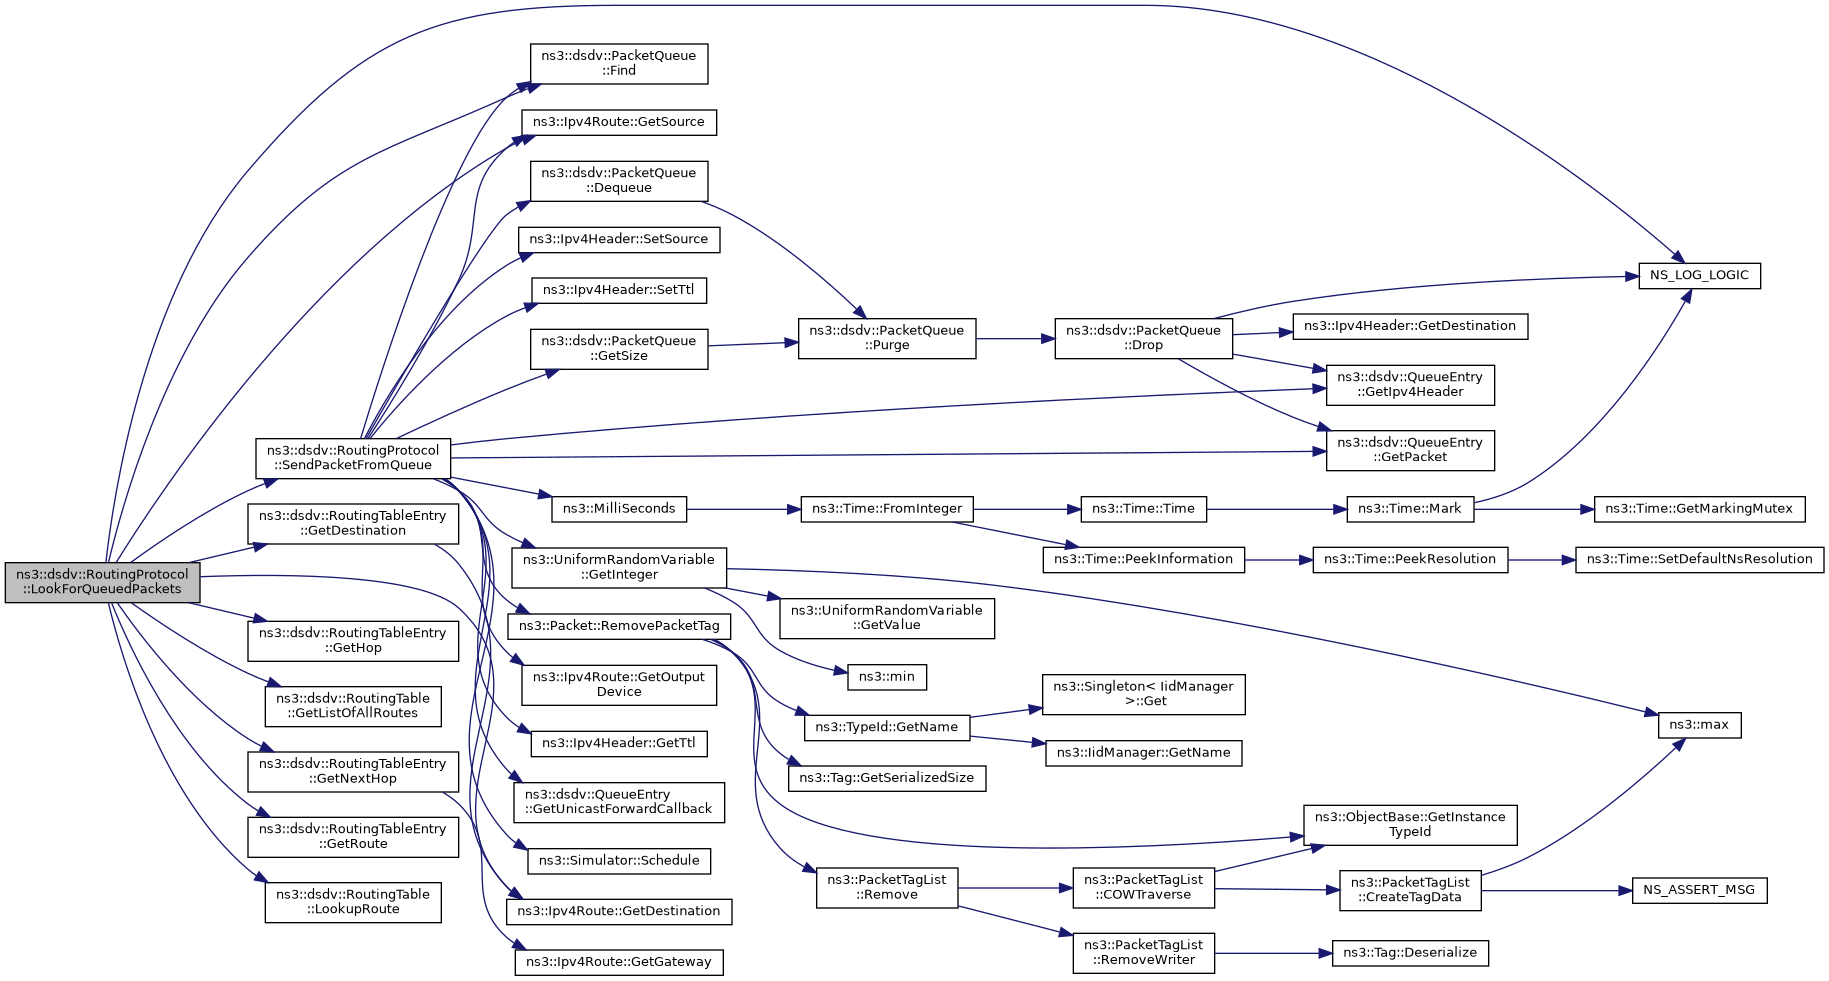 ns3::dsdv::RoutingProtocol
::LookForQueuedPackets
ns3::dsdv::PacketQueue
::Find
ns3::Ipv4Route::GetSource
ns3::dsdv::PacketQueue
::Dequeue
ns3::Ipv4Header::SetSource
ns3::Ipv4Header::SetTtl
ns3::dsdv::PacketQueue
::GetSize
ns3::dsdv::RoutingProtocol
::SendPacketFromQueue
ns3::dsdv::RoutingTableEntry
::GetDestination
ns3::dsdv::RoutingTableEntry
::GetHop
ns3::dsdv::RoutingTable
::GetListOfAllRoutes
ns3::dsdv::RoutingTableEntry
::GetNextHop
ns3::dsdv::RoutingTableEntry
::GetRoute
ns3::dsdv::RoutingTable
::LookupRoute
ns3::MilliSeconds
ns3::UniformRandomVariable
::GetInteger
ns3::Packet::RemovePacketTag
ns3::Ipv4Route::GetOutput
Device
ns3::Ipv4Header::GetTtl
ns3::dsdv::QueueEntry
::GetUnicastForwardCallback
ns3::Simulator::Schedule
ns3::Ipv4Route::GetDestination
ns3::Ipv4Route::GetGateway
ns3::dsdv::PacketQueue
::Purge
ns3::Time::FromInteger
ns3::UniformRandomVariable
::GetValue
ns3::min
ns3::TypeId::GetName
ns3::Tag::GetSerializedSize
ns3::PacketTagList
::Remove
ns3::dsdv::PacketQueue
::Drop
ns3::Time::Time
ns3::Time::PeekInformation
ns3::Singleton< IidManager
>::Get
ns3::IidManager::GetName
ns3::PacketTagList
::COWTraverse
ns3::PacketTagList
::RemoveWriter
ns3::Ipv4Header::GetDestination
ns3::dsdv::QueueEntry
::GetIpv4Header
ns3::dsdv::QueueEntry
::GetPacket
ns3::Time::Mark
ns3::Time::PeekResolution
ns3::ObjectBase::GetInstance
TypeId
ns3::PacketTagList
::CreateTagData
ns3::Tag::Deserialize
NS_LOG_LOGIC
ns3::Time::GetMarkingMutex
ns3::Time::SetDefaultNsResolution
ns3::max
NS_ASSERT_MSG